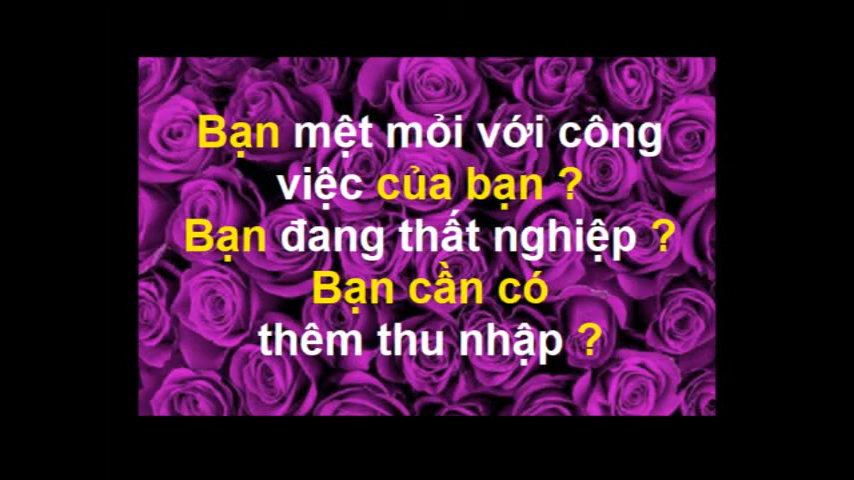 Bạn mệt mỏi với công
việc của bạn ?
Bạn đang thất nghiệp ?
Bạn cần có
thêm thu nhập ?